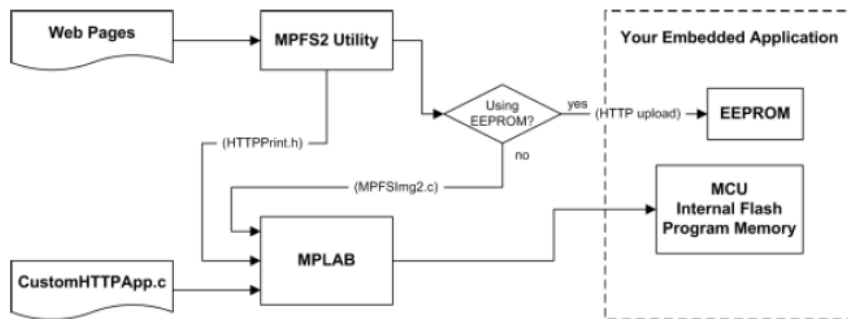 Web Pages
MPFS2 Utility
Your Embedded Application
Using
EEPROM?
yes
(HTTP upload)
EEPROM
(HTTPPrint.h)
no
(MPFSImg2.c)
MCU
Internal Flash
Program Memory
MPLAB
CustomHTTPApp.c